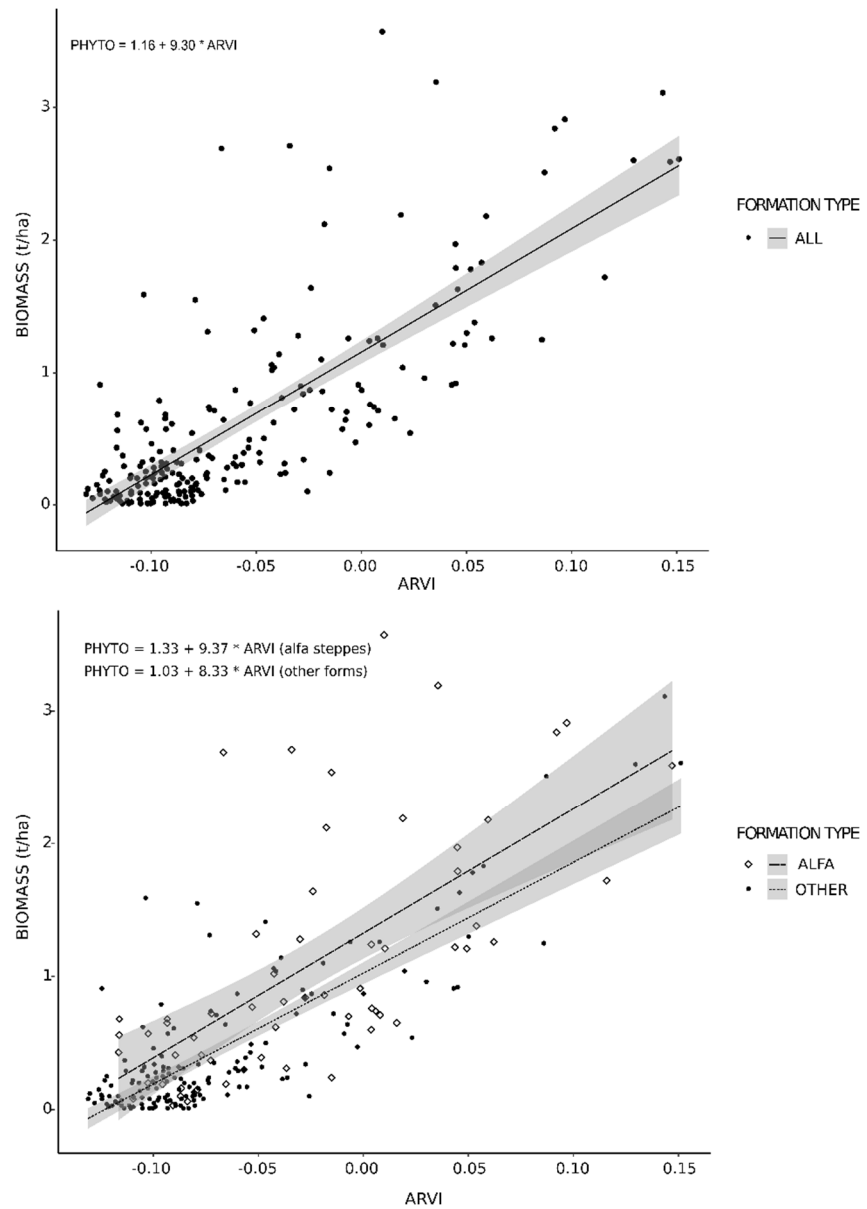 PHYTO = 1.16 + 9.30 * ARVI
3
2
1
0
BIOMASS (t/ha)
-0.10 -0.05 0.00 0.05 0.10 0.15
ARVI
FORMATION TYPE
ALL
PHYTO = 1.33 + 9.37 * ARVI (alfa steppes)
PHYTO = 1.03 + 8.33 * ARVI (other forms)
3
2
1
0
BIOMASS (t/ha)
-0.10 -0.05 0.00 0.05 0.10 0.15
ARVI
FORMATION TYPE
ALFA
OTHER